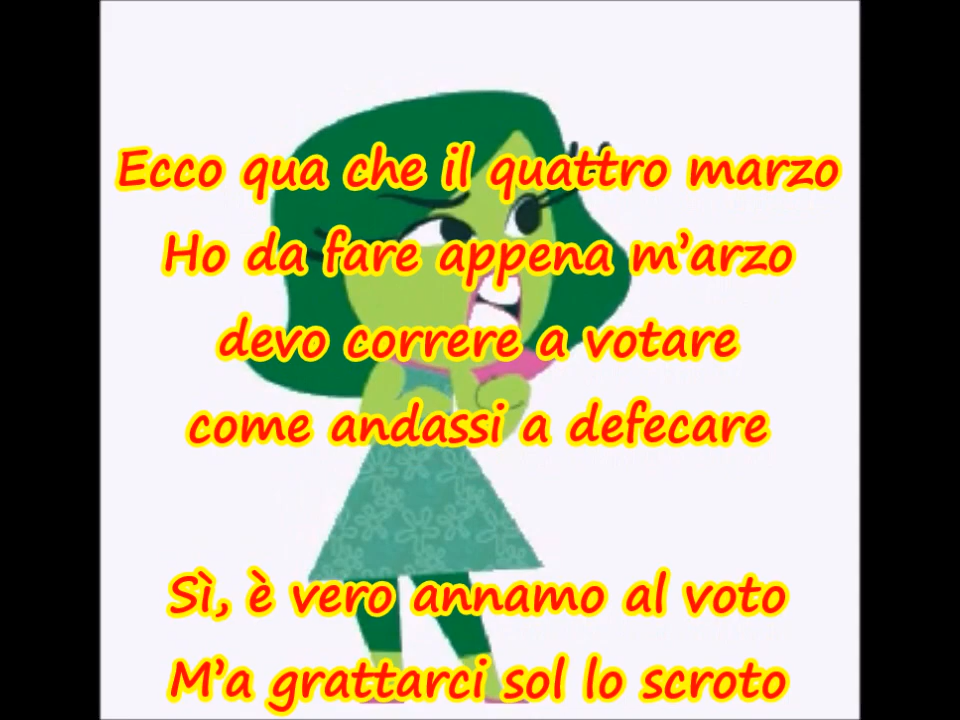 Ecco qua che il quattro marzo
Ho da fare appena m’arzo
devo correre a votare
come andassi a defecare
Sì, è vero annamo al voto
M’a grattarci sol lo scroto